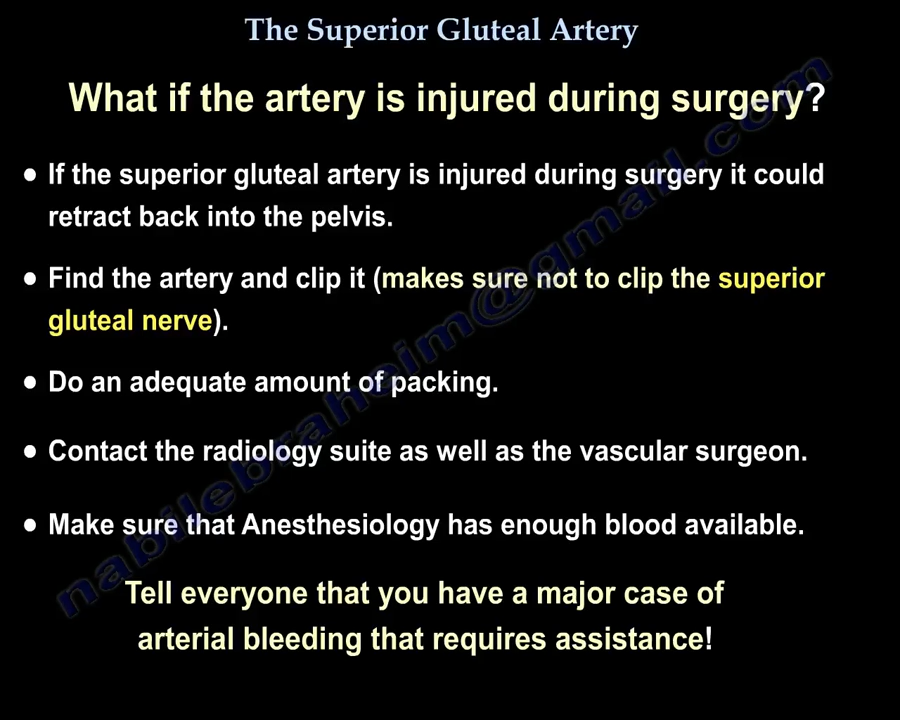 The Superior Gluteal Artery
What if the artery is injured during surgery?
• If the superior gluteal artery is injured during surgery it could
retract back into the pelvis.
• Find the artery and clip it (makes sure not to clip the superior
gluteal nerve).
• Do an adequate amount of packing.
• Contact the radiology suite as well as the vascular surgeon.
• Make sure that Anesthesiology has enough blood available.
Tell everyone that you have a major case of
arterial bleeding that requires assistance!
nabilebraheim@gmail.com